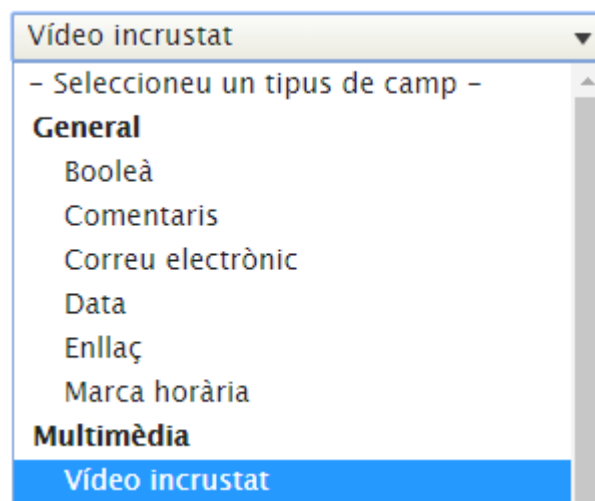 Vídeo incrustat
– Seleccioneu un tipus de camp –
General
Booleà
Comentaris
Correu electrònic
Data
Enllaç
Marca horària
Multimèdia
Vídeo incrustat